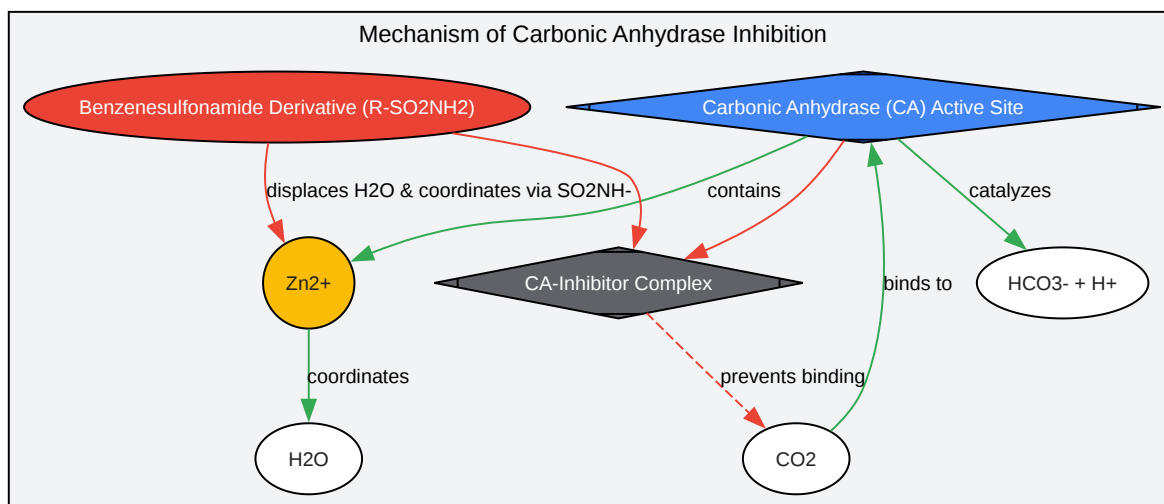 Mechanism of Carbonic Anhydrase Inhibition
Benzenesulfonamide Derivative (R-SO2NH2)
Carbonic Anhydrase (CA) Active Site
displaces H2O & coordinates via SO2NH-
contains
catalyzes
Zn2+
CA-Inhibitor Complex
binds to
HCO3- + H+
coordinates
prevents binding
H2O
CO2